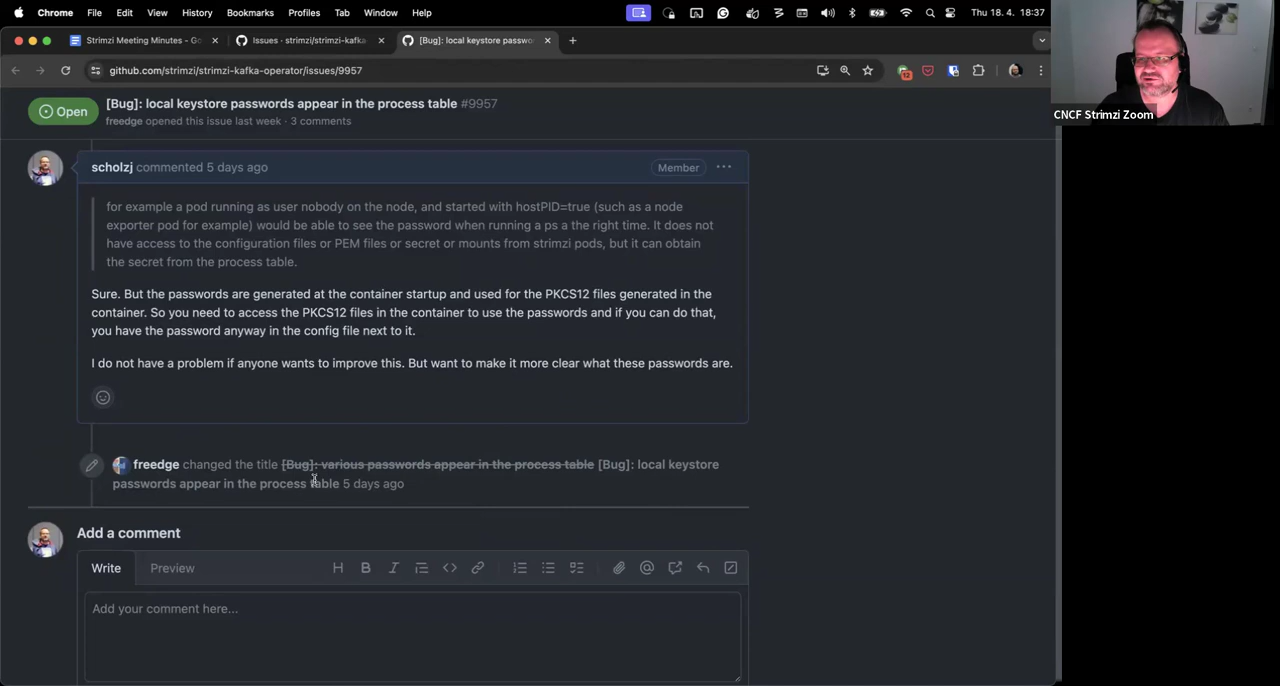 Chrome File Edit View History Bookmarks Profiles Tab Window Help Thu 18. 4. 18:37
Strimzi Meeting Minutes - Go
Issues · strimzi/strimzi-kafka-
[Bug]: local keystore passwo
github.com/strimzi/strimzi-kafka-operator/issues/9957
12
CNCF Strimzi Zoom
Open
[Bug]: local keystore passwords appear in the process table #9957
freedge opened this issue last week · 3 comments
scholzj commented 5 days ago
Member
for example a pod running as user nobody on the node, and started with hostPID=true (such as a node
exporter pod for example) would be able to see the password when running a ps a the right time. It does not
have access to the configuration files or PEM files or secret or mounts from strimzi pods, but it can obtain
the secret from the process table.
Sure. But the passwords are generated at the container startup and used for the PKCS12 files generated in the
container. So you need to access the PKCS12 files in the container to use the passwords and if you can do that,
you have the password anyway in the config file next to it.
I do not have a problem if anyone wants to improve this. But want to make it more clear what these passwords are.
freedge changed the title [Bug]: various passwords appear in the process table [Bug]: local keystore
passwords appear in the process table 5 days ago
Add a comment
Write Preview
Add your comment here...